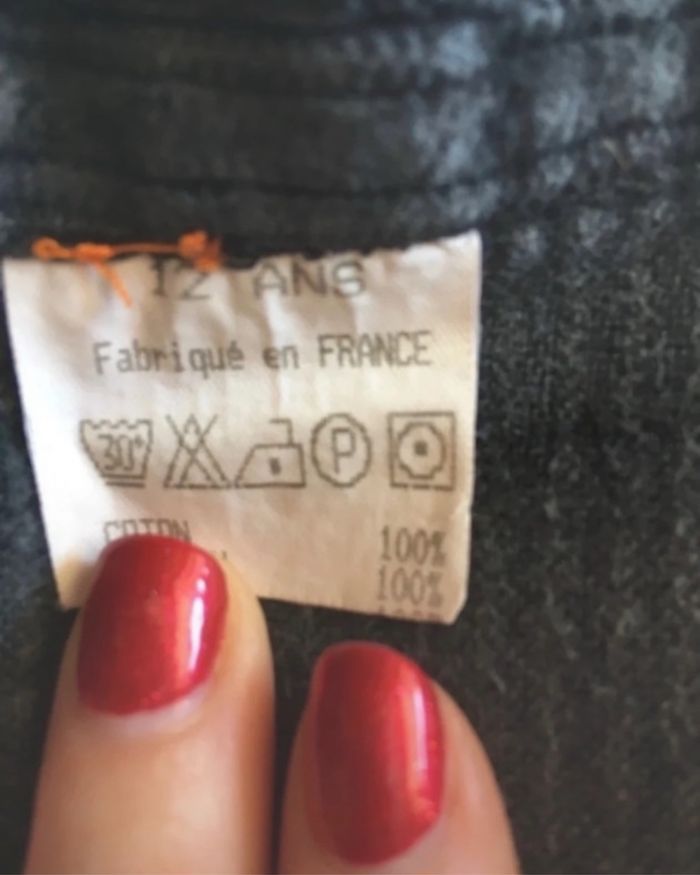 12 ANS
Fabriqué en FRANCE
30° P
COTON 100%
100%